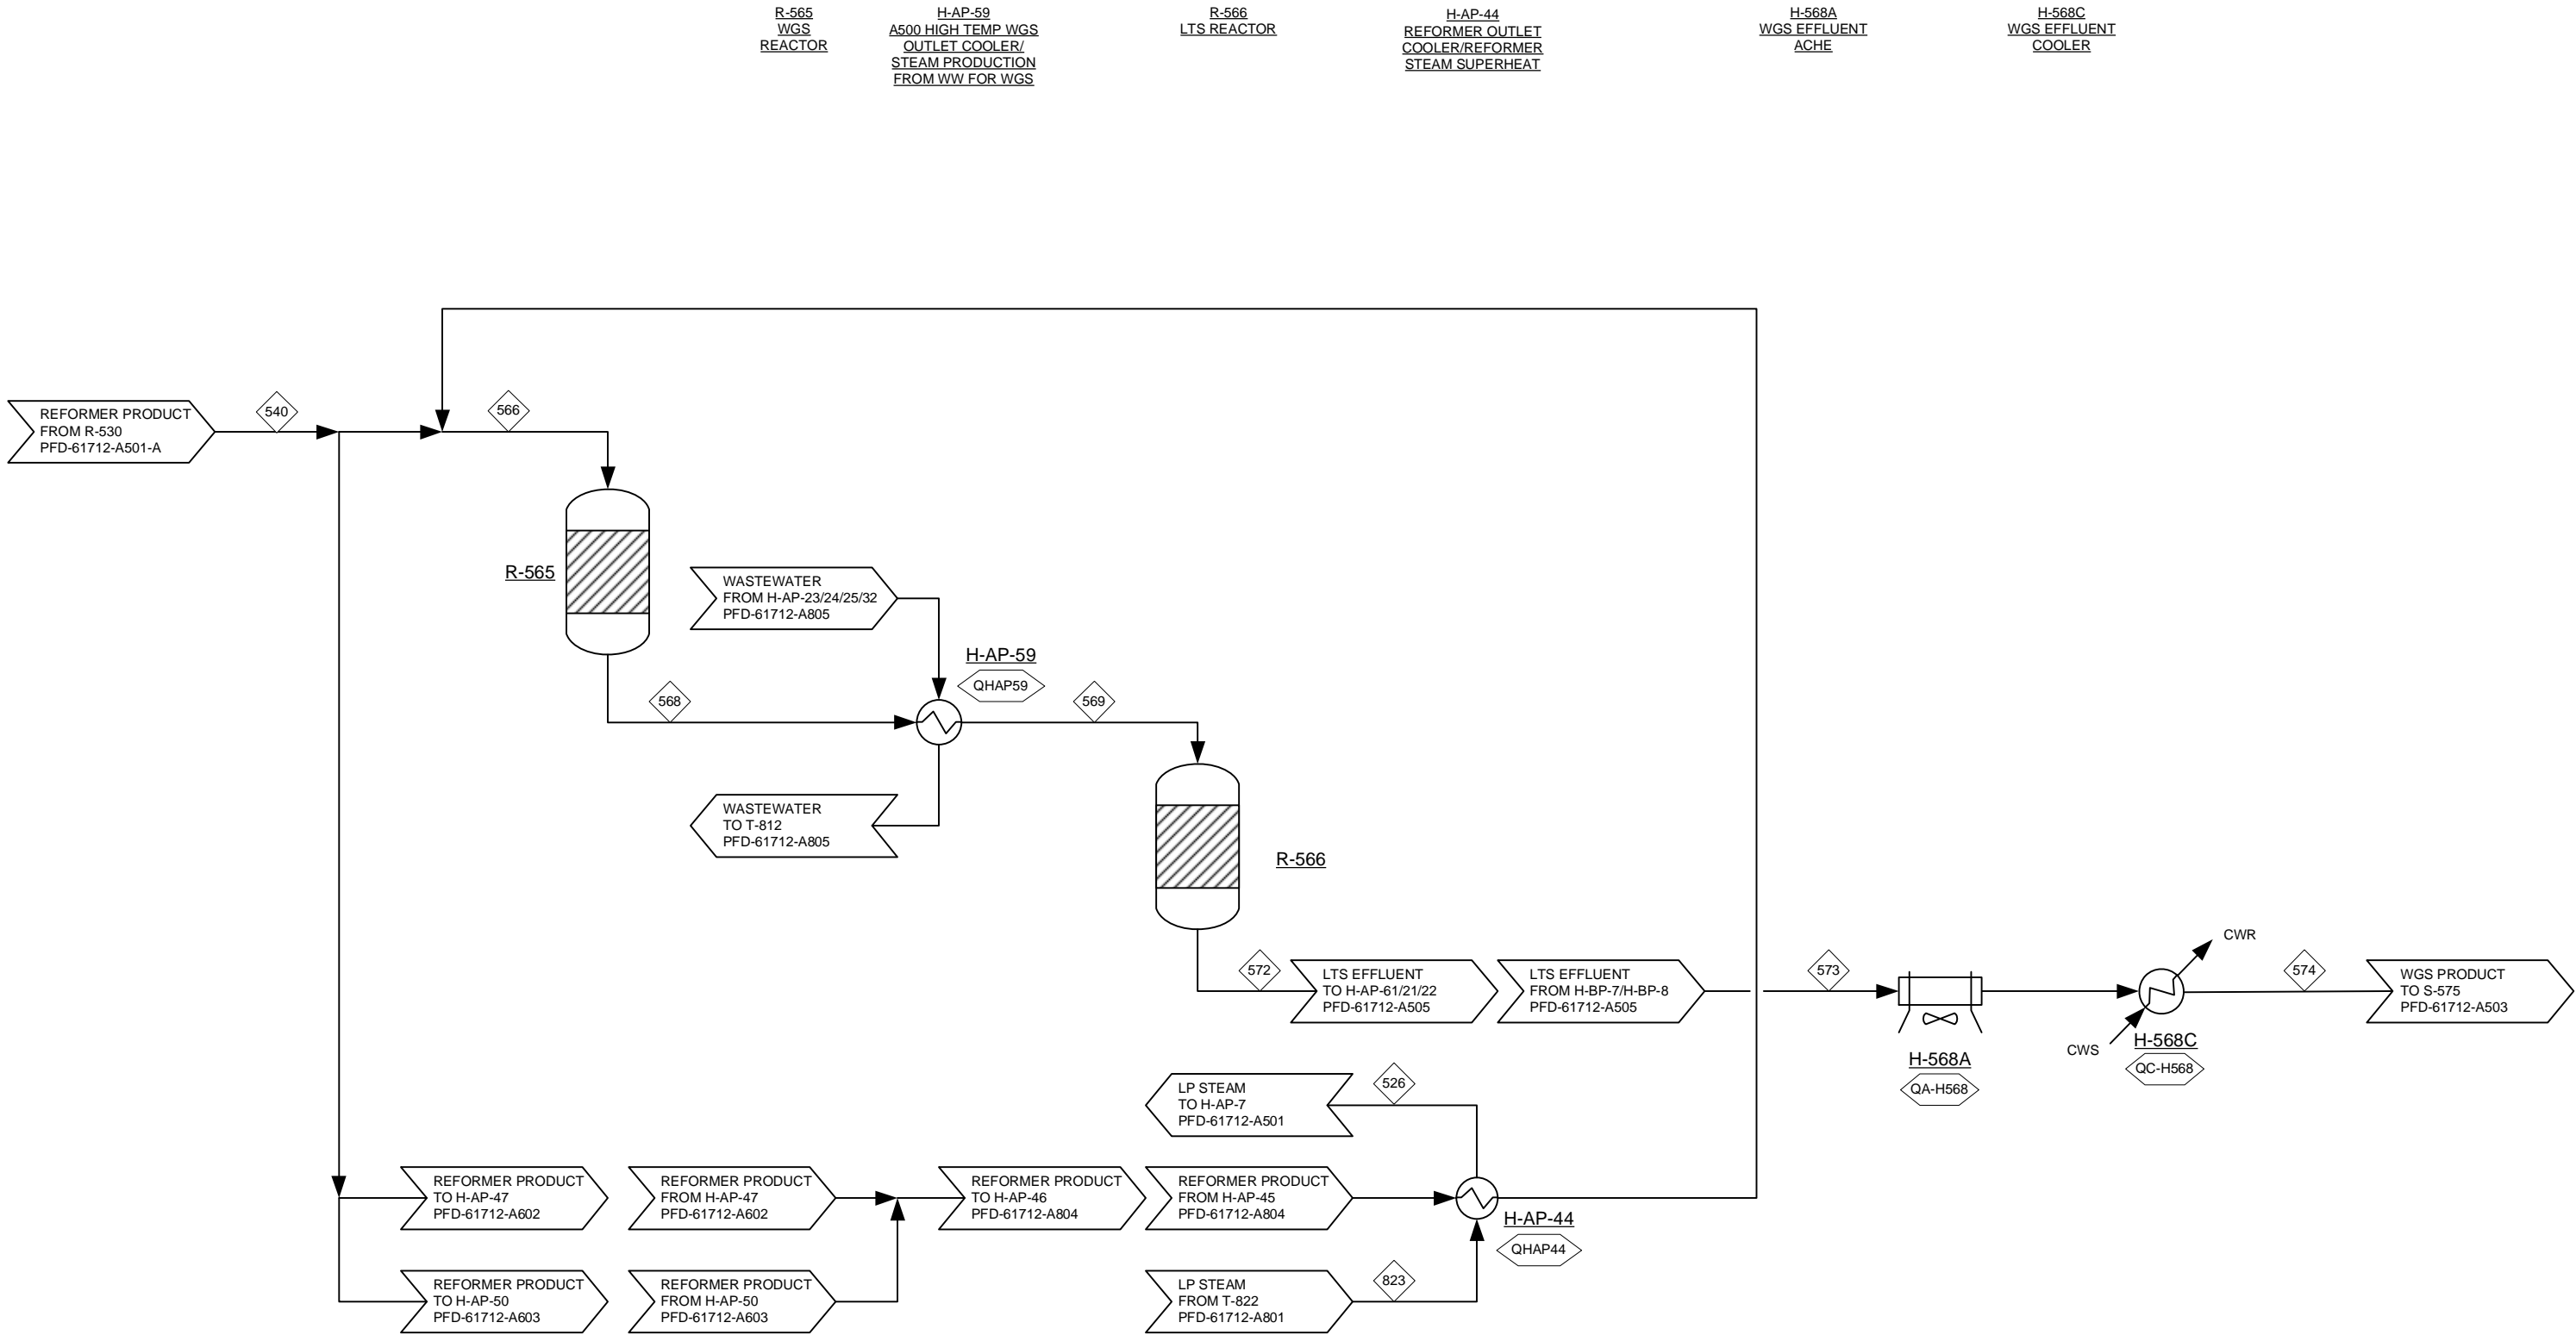 R-565
WGS
REACTOR
H-AP-59
A500 HIGH TEMP WGS
OUTLET COOLER/
STEAM PRODUCTION
FROM WW FOR WGS
R-566
LTS REACTOR
H-AP-44
REFORMER OUTLET
COOLER/REFORMER
STEAM SUPERHEAT
H-568A
WGS EFFLUENT
ACHE
H-568C
WGS EFFLUENT
COOLER
REFORMER PRODUCT
FROM R-530
PFD-61712-A501-A
540
566
R-565
WASTEWATER
FROM H-AP-23/24/25/32
PFD-61712-A805
H-AP-59
QHAP59
568
569
WASTEWATER
TO T-812
PFD-61712-A805
R-566
572
LTS EFFLUENT
TO H-AP-61/21/22
PFD-61712-A505
LTS EFFLUENT
FROM H-BP-7/H-BP-8
PFD-61712-A505
573
H-568A
QA-H568
CWR
CWS
H-568C
QC-H568
574
WGS PRODUCT
TO S-575
PFD-61712-A503
LP STEAM
TO H-AP-7
PFD-61712-A501
526
REFORMER PRODUCT
TO H-AP-47
PFD-61712-A602
REFORMER PRODUCT
FROM H-AP-47
PFD-61712-A602
REFORMER PRODUCT
TO H-AP-46
PFD-61712-A804
REFORMER PRODUCT
FROM H-AP-45
PFD-61712-A804
H-AP-44
QHAP44
REFORMER PRODUCT
TO H-AP-50
PFD-61712-A603
REFORMER PRODUCT
FROM H-AP-50
PFD-61712-A603
LP STEAM
FROM T-822
PFD-61712-A801
823